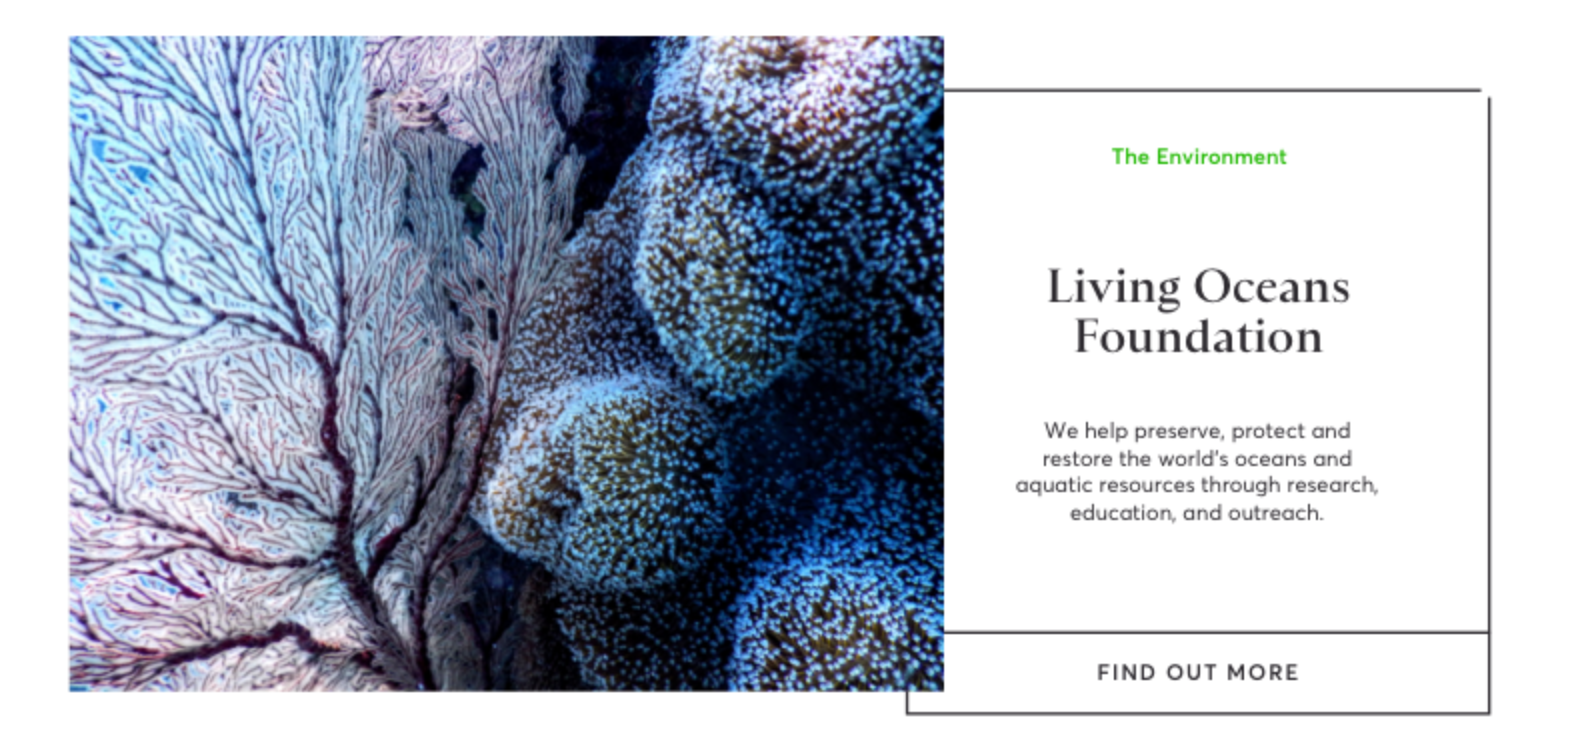 The Environment
Living Oceans
Foundation
We help preserve, protect and
restore the world's oceans and
aquatic resources through research,
education, and outreach.
FIND OUT MORE